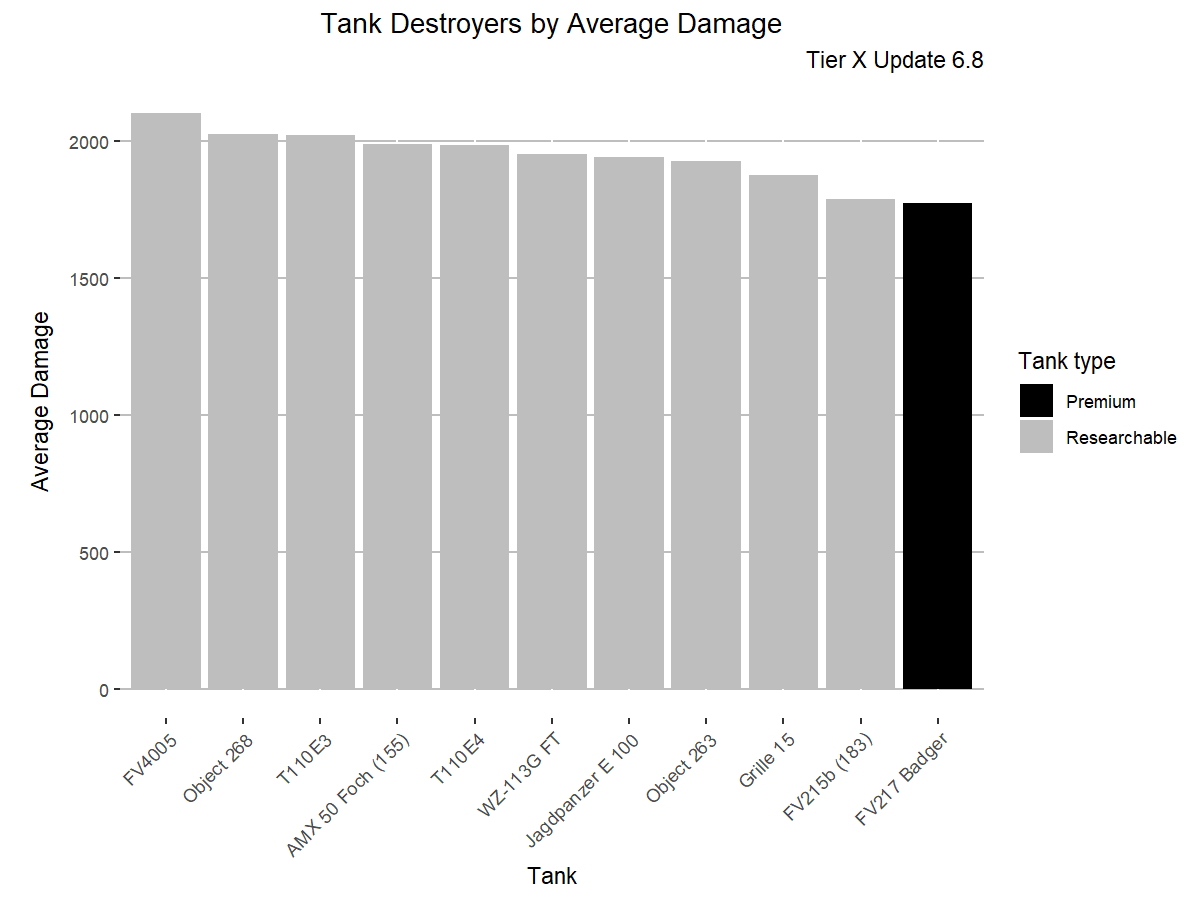 Tank Destroyers by Average Damage
Tier X Update 6.8
Average Damage
2000
1500
1000
500
0
FV4005
Object 268
T110E3
AMX 50 Foch (155)
T110E4
WZ-113G FT
Jagdpanzer E 100
Object 263
Grille 15
FV215b (183)
FV217 Badger
Tank
Tank type
Premium
Researchable